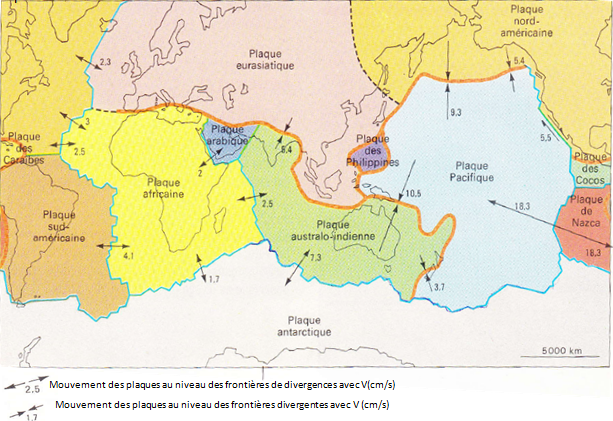 Plaque
nord-
américaine
Plaque
eurasiatique
2.3
5.4
9.3
3
2.5
Plaque
des
Caraïbes
Plaque
arabique
2
5.4
Plaque
des
Philippines
5.5
Plaque
africaine
Plaque
Pacifique
Plaque
des
Cocos
Plaque
sud-
américaine
2.5
10.5
Plaque
australo-indienne
Plaque
de
Nazca
18.3
18,3
4.1
7.3
1.7
3.7
Plaque
antarctique
5000 km
2.5 Mouvement des plaques au niveau des frontières de divergences avec V(cm/s)
1.7 Mouvement des plaques au niveau des frontières divergentes avec V (cm/s)